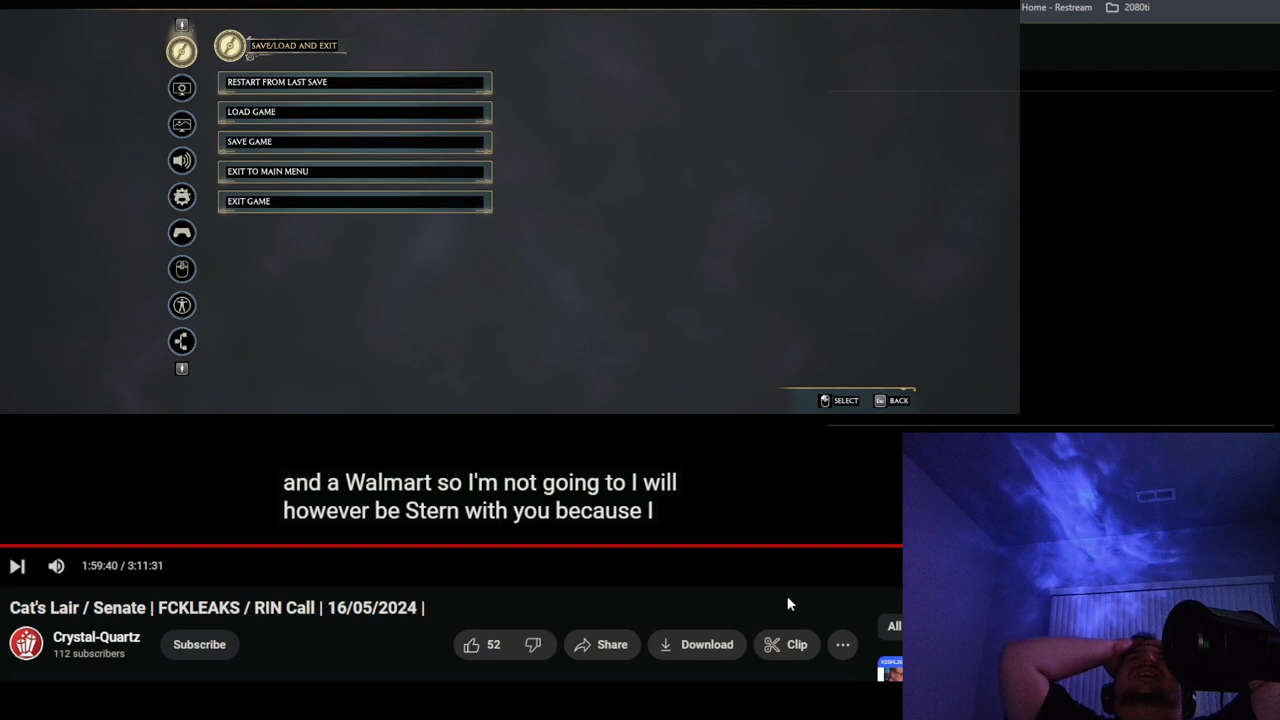 Home - Restream
2080ti
SAVE/LOAD AND EXIT
RESTART FROM LAST SAVE
LOAD GAME
SAVE GAME
EXIT TO MAIN MENU
EXIT GAME
SELECT
Esc
BACK
and a Walmart so I'm not going to I will
however be Stern with you because I
1:59:40 / 3:11:31
Cat's Lair / Senate | FCKLEAKS / RIN Call | 16/05/2024 |
Crystal-Quartz
112 subscribers
Subscribe
52
Share
Download
Clip
All
HIGHLIG